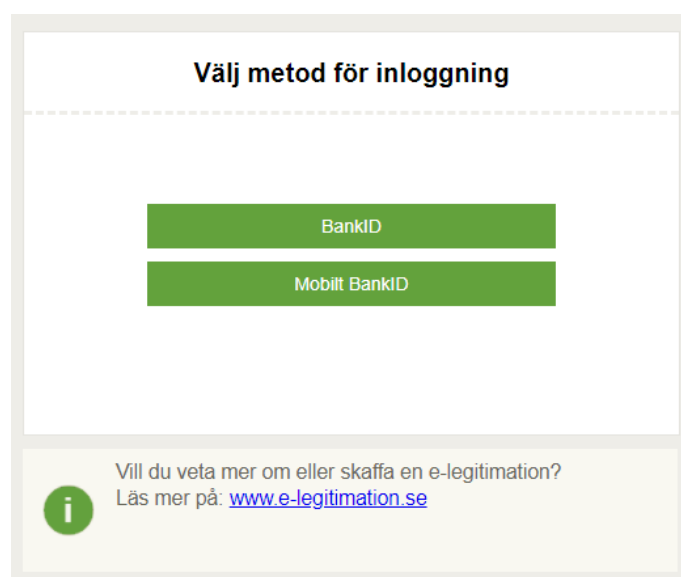 Välj metod för inloggning
BankID
Mobilt BankID
Vill du veta mer om eller skaffa en e-legitimation?
Läs mer på: www.e-legitimation.se
i